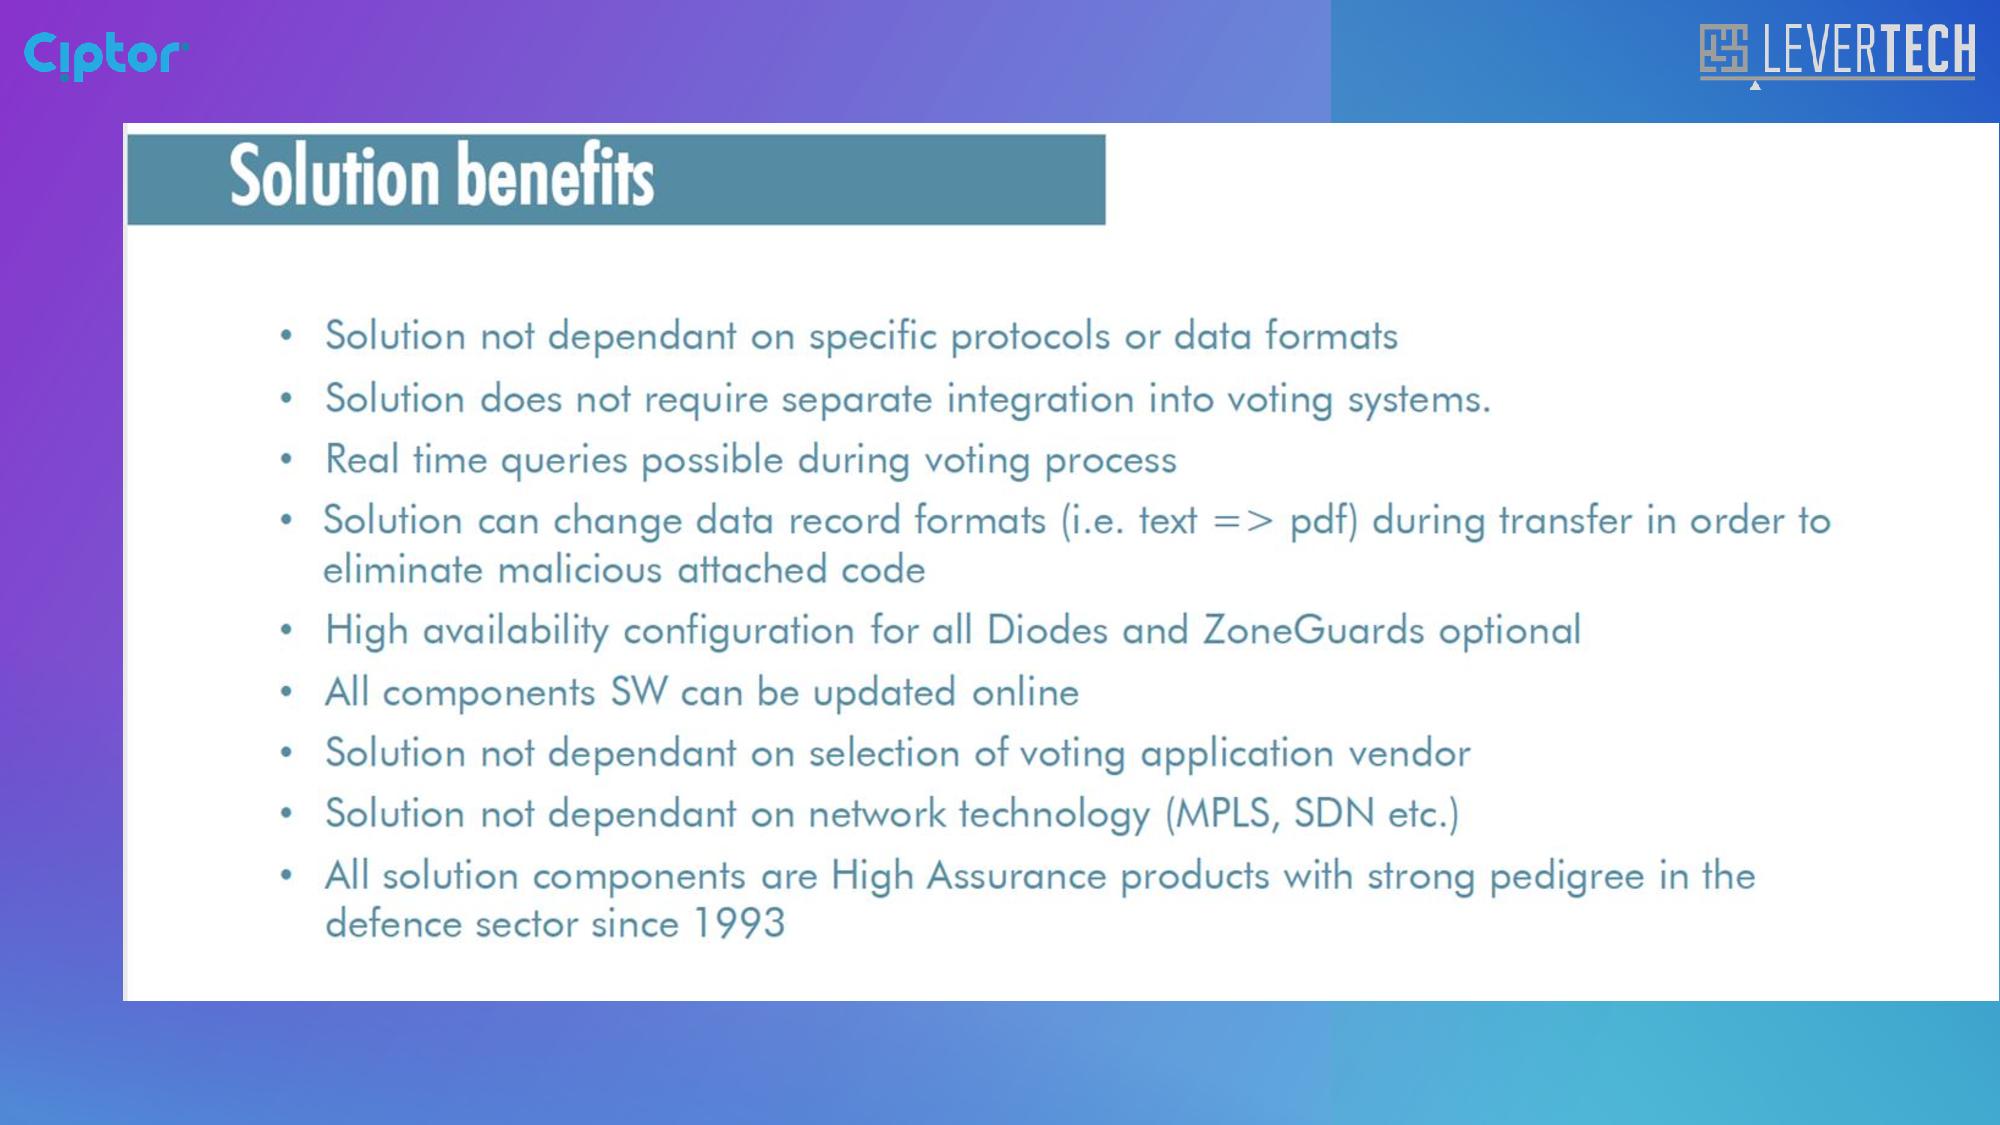 Ciptor
LEVERTECH
Solution benefits
• Solution not dependant on specific protocols or data formats
• Solution does not require separate integration into voting systems.
• Real time queries possible during voting process
• Solution can change data record formats (i.e. text => pdf) during transfer in order to
eliminate malicious attached code
• High availability configuration for all Diodes and ZoneGuards optional
• All components SW can be updated online
• Solution not dependant on selection of voting application vendor
• Solution not dependant on network technology (MPLS, SDN etc.)
• All solution components are High Assurance products with strong pedigree in the
defence sector since 1993